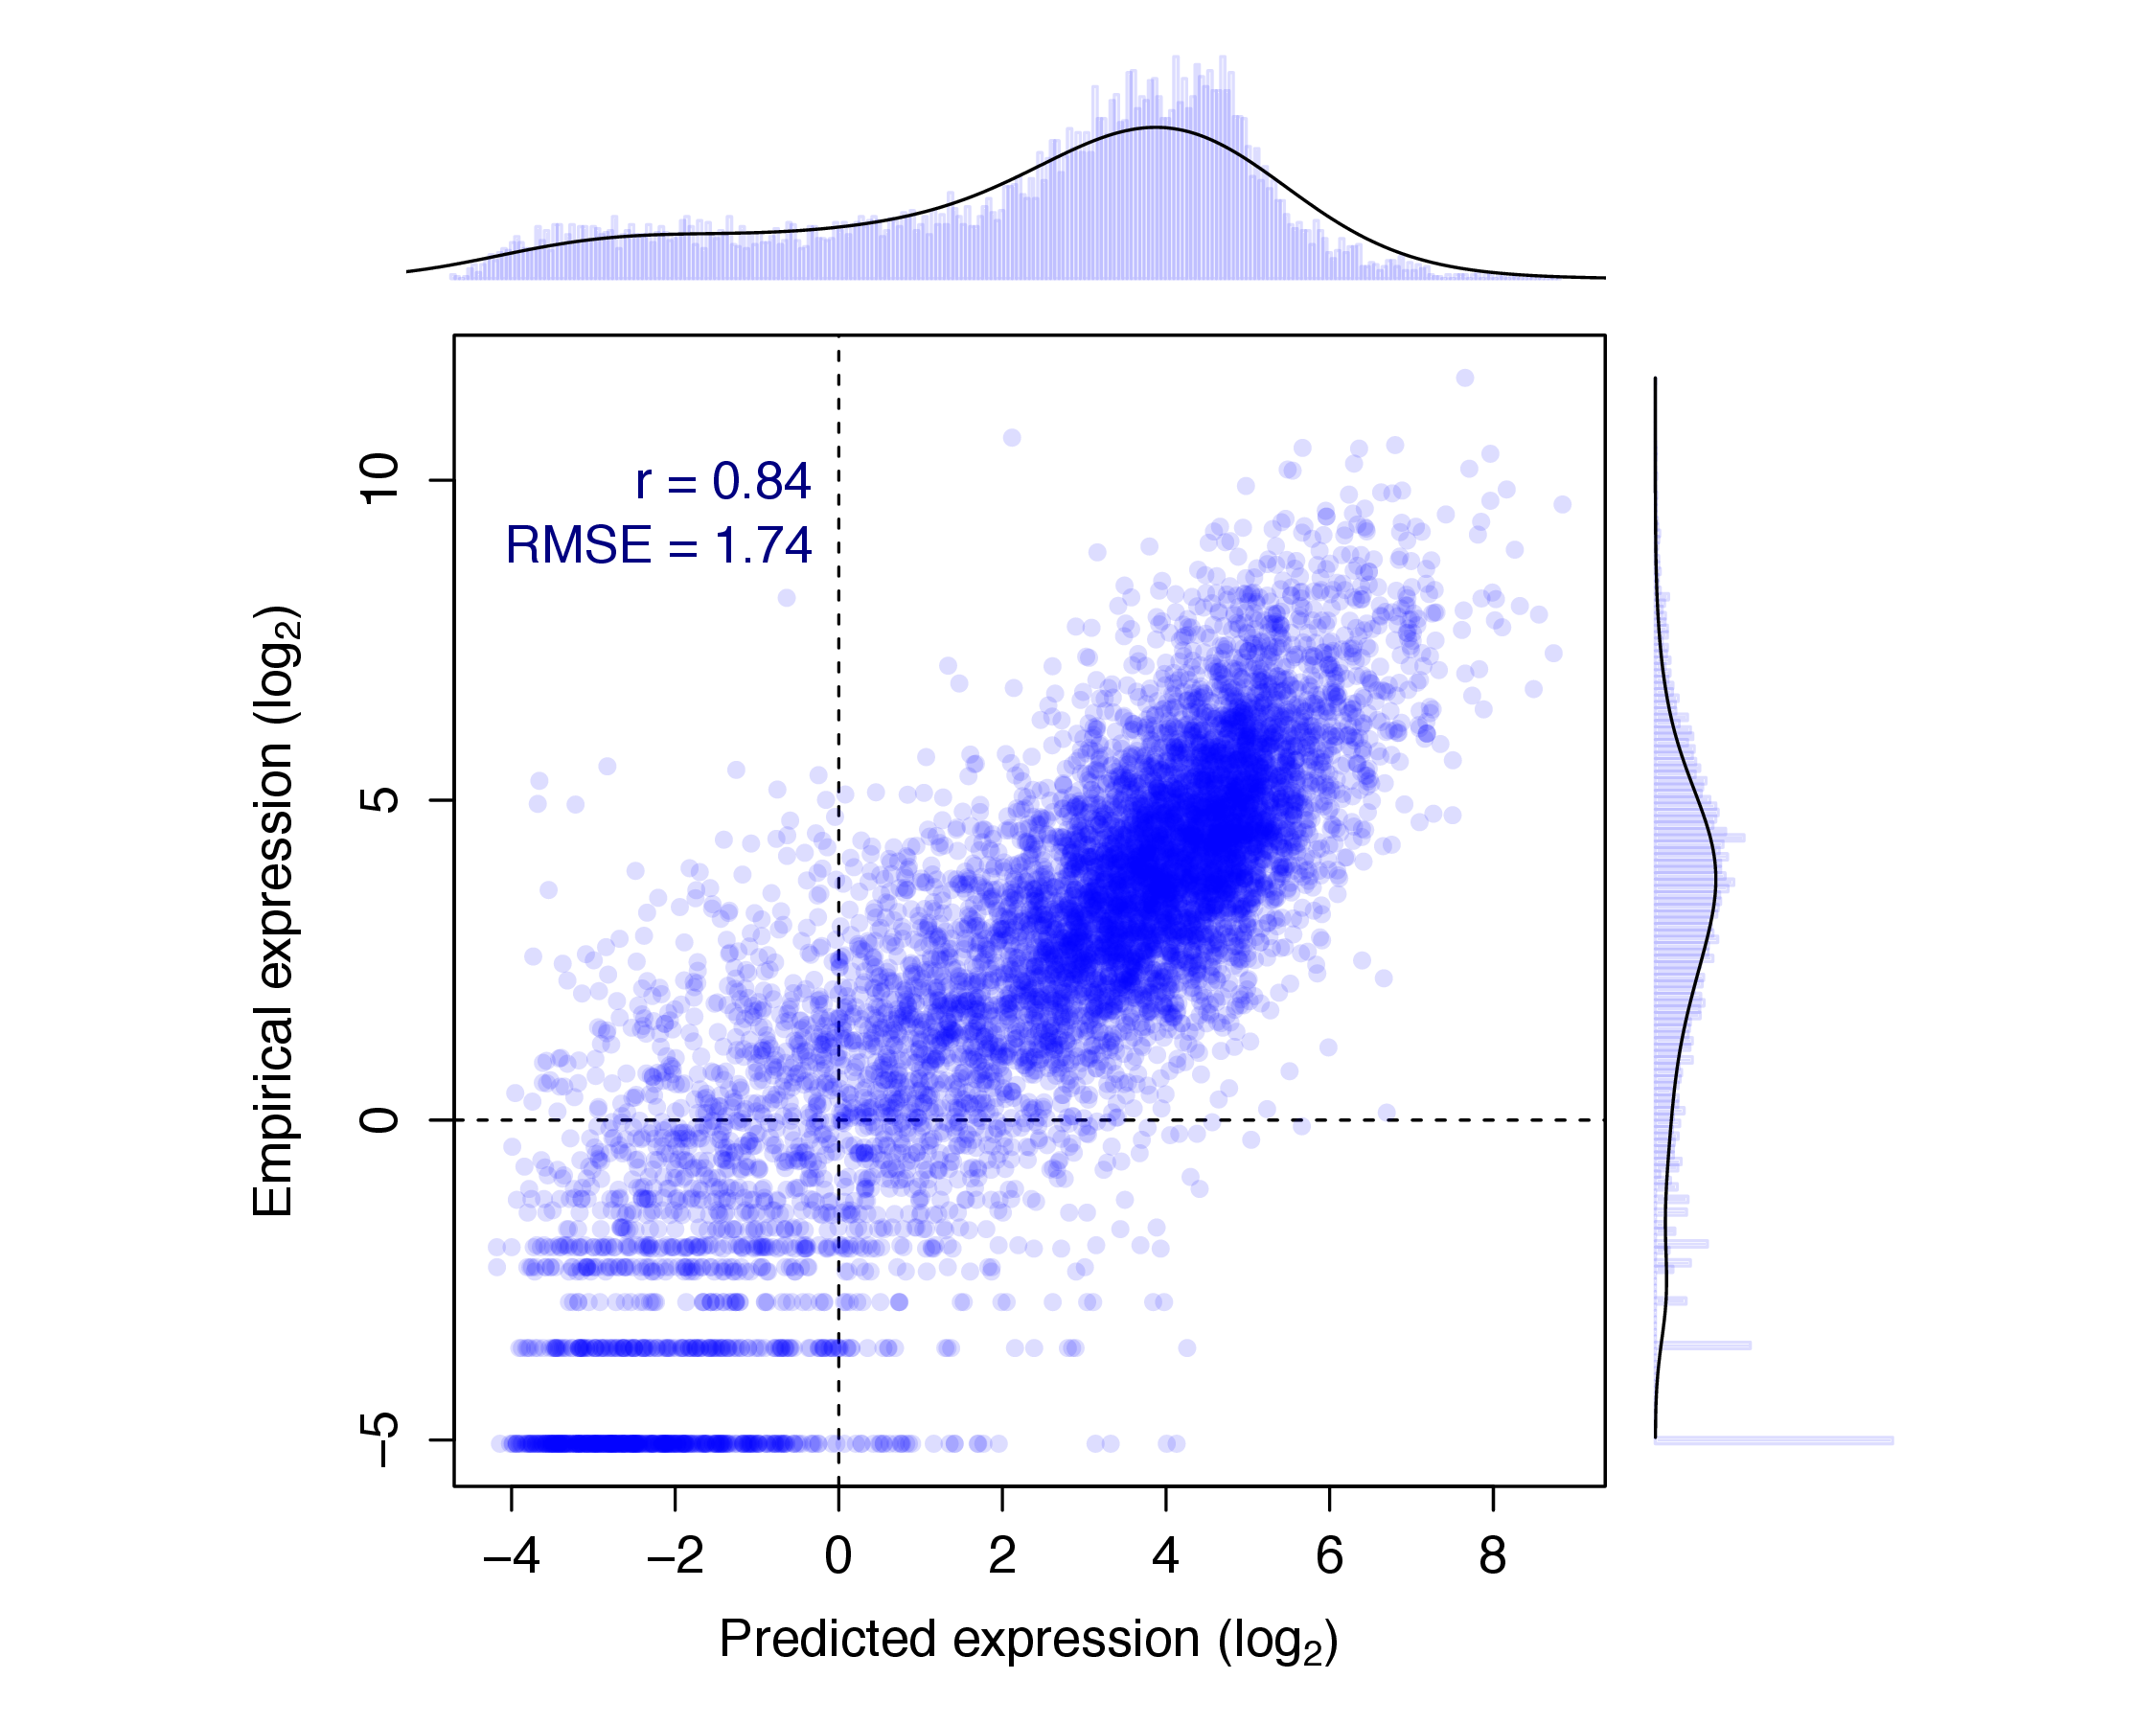 r = 0.84
RMSE = 1.74
10
5
0
−5
Empirical expression (log₂)
−4 −2 0 2 4 6 8
Predicted expression (log₂)